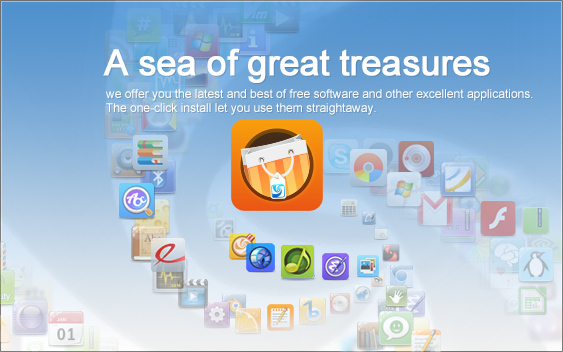 A sea of great treasures
we offer you the latest and best of free software and other excellent applications.
The one-click install let you use them straightaway.
01